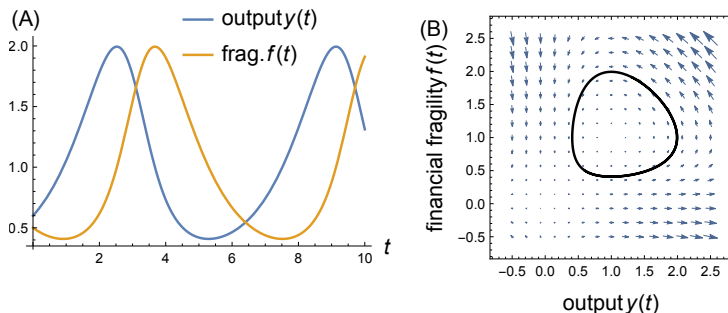 (A)
output y(t)
frag. f(t)
2.0
1.5
1.0
0.5
2 4 6 8 10
t
(B)
financial fragility f(t)
2.5
2.0
1.5
1.0
0.5
0.0
-0.5
-0.5 0.0 0.5 1.0 1.5 2.0 2.5
output y(t)